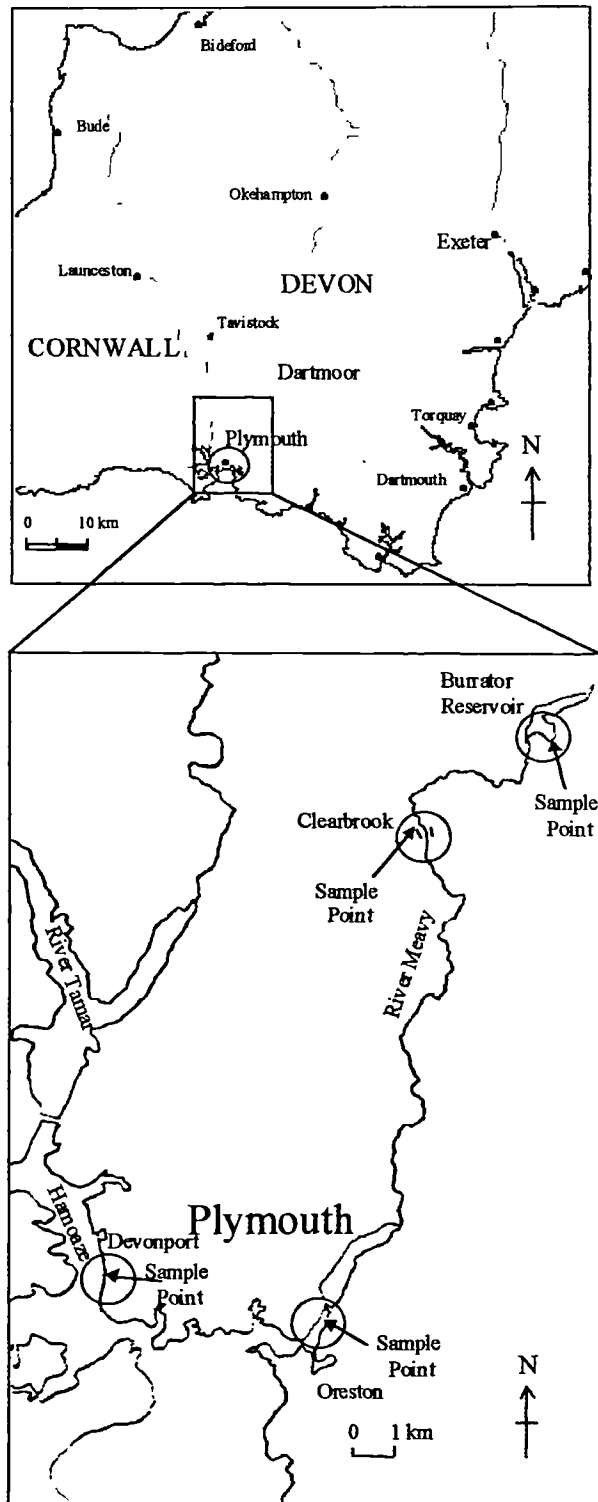 Bideford
Bude
Okehampton
Exeter
Launceston
DEVON
Tavistock
CORNWALL
Dartmoor
Torquay
Plymouth
N
Dartmouth
0 10 km
Burrator
Reservoir
Sample
Point
Clearbrook
Sample
Point
River Meavy
River Tamar
Hamoaze
Plymouth
Devonport
Sample
Point
Sample
Point
Oreston
N
0 1 km